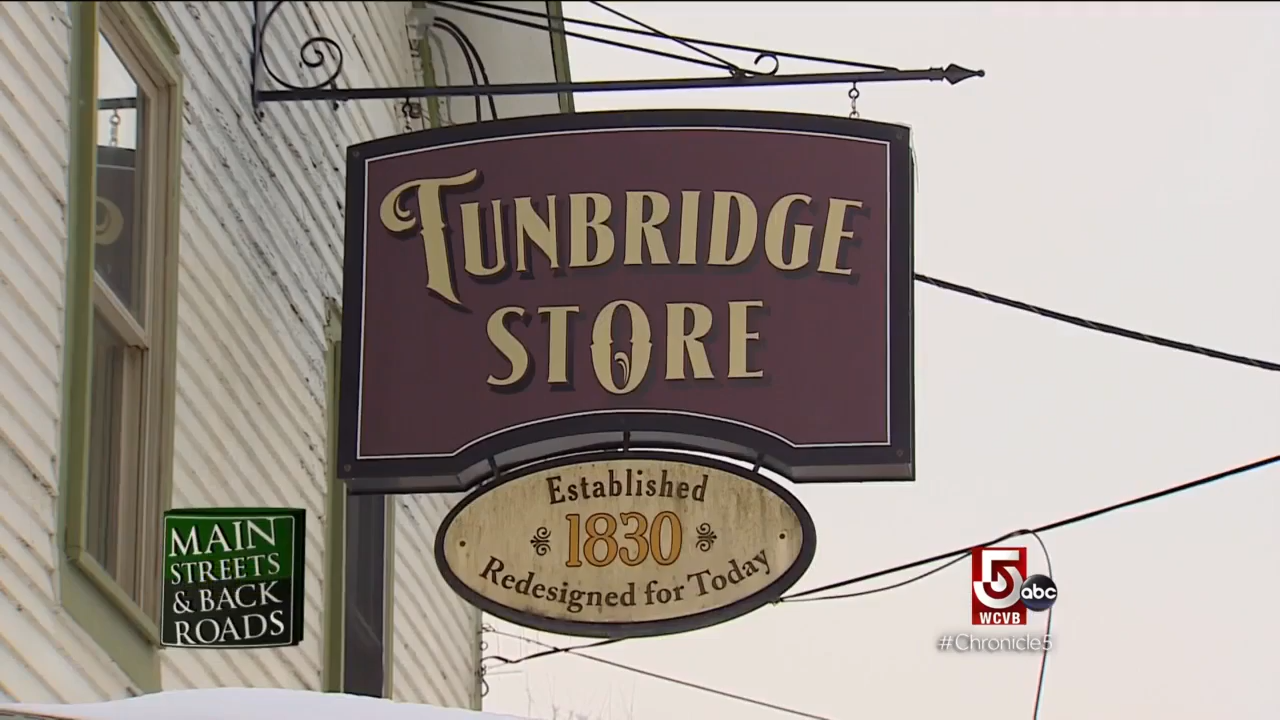 TUNBRIDGE
STORE
Established
1830
Redesigned for Today
MAIN
STREETS
& BACK
ROADS
5
abc
WCVB
#Chronicle5